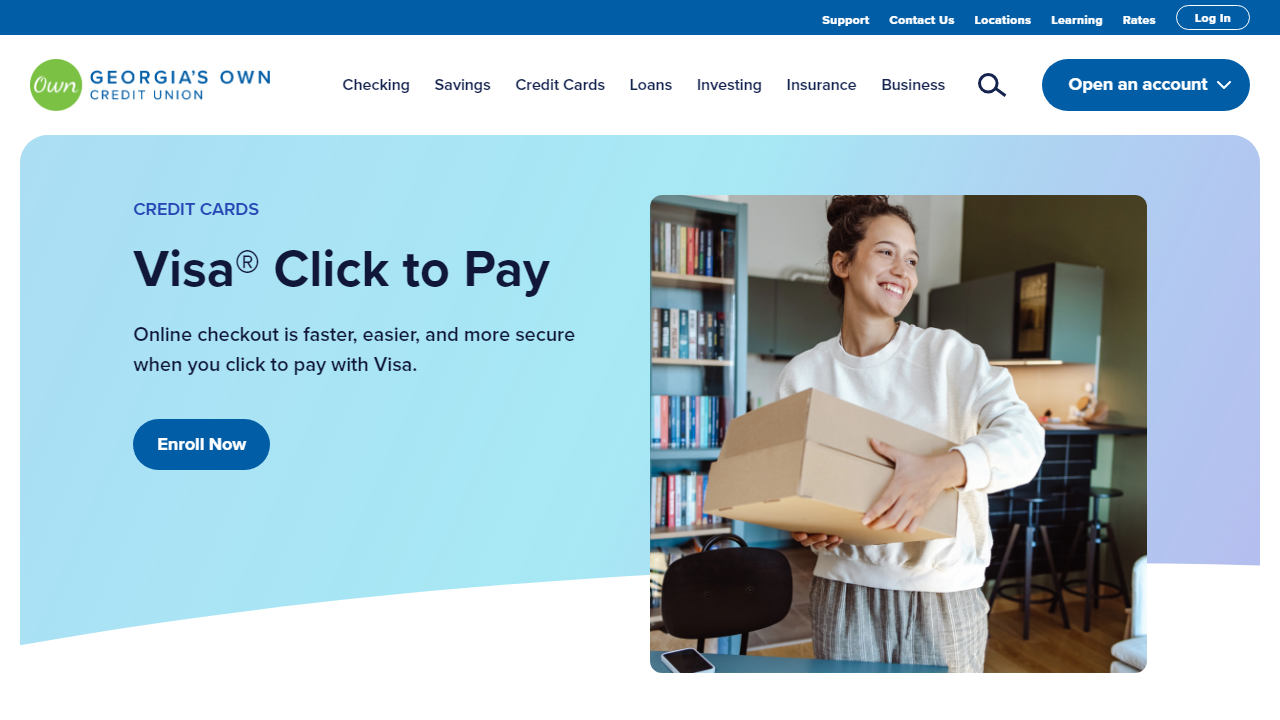 Support Contact Us Locations Learning Rates Log In
Own GEORGIA'S OWN
CREDIT UNION
Checking Savings Credit Cards Loans Investing Insurance Business Open an account
CREDIT CARDS
Visa® Click to Pay
Online checkout is faster, easier, and more secure
when you click to pay with Visa.
Enroll Now